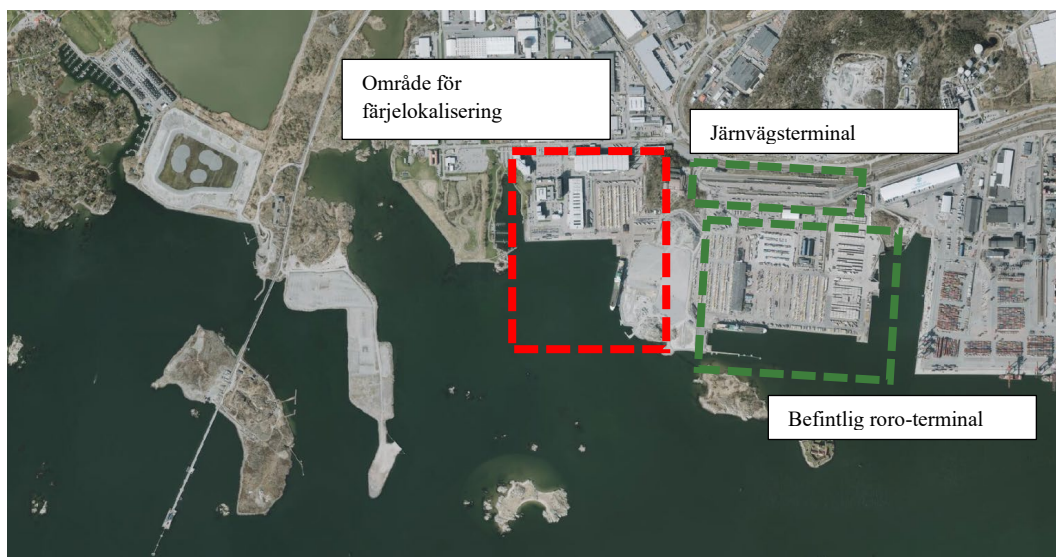 Område för
färjelokalisering
Järnvägsterminal
Befintlig roro-terminal